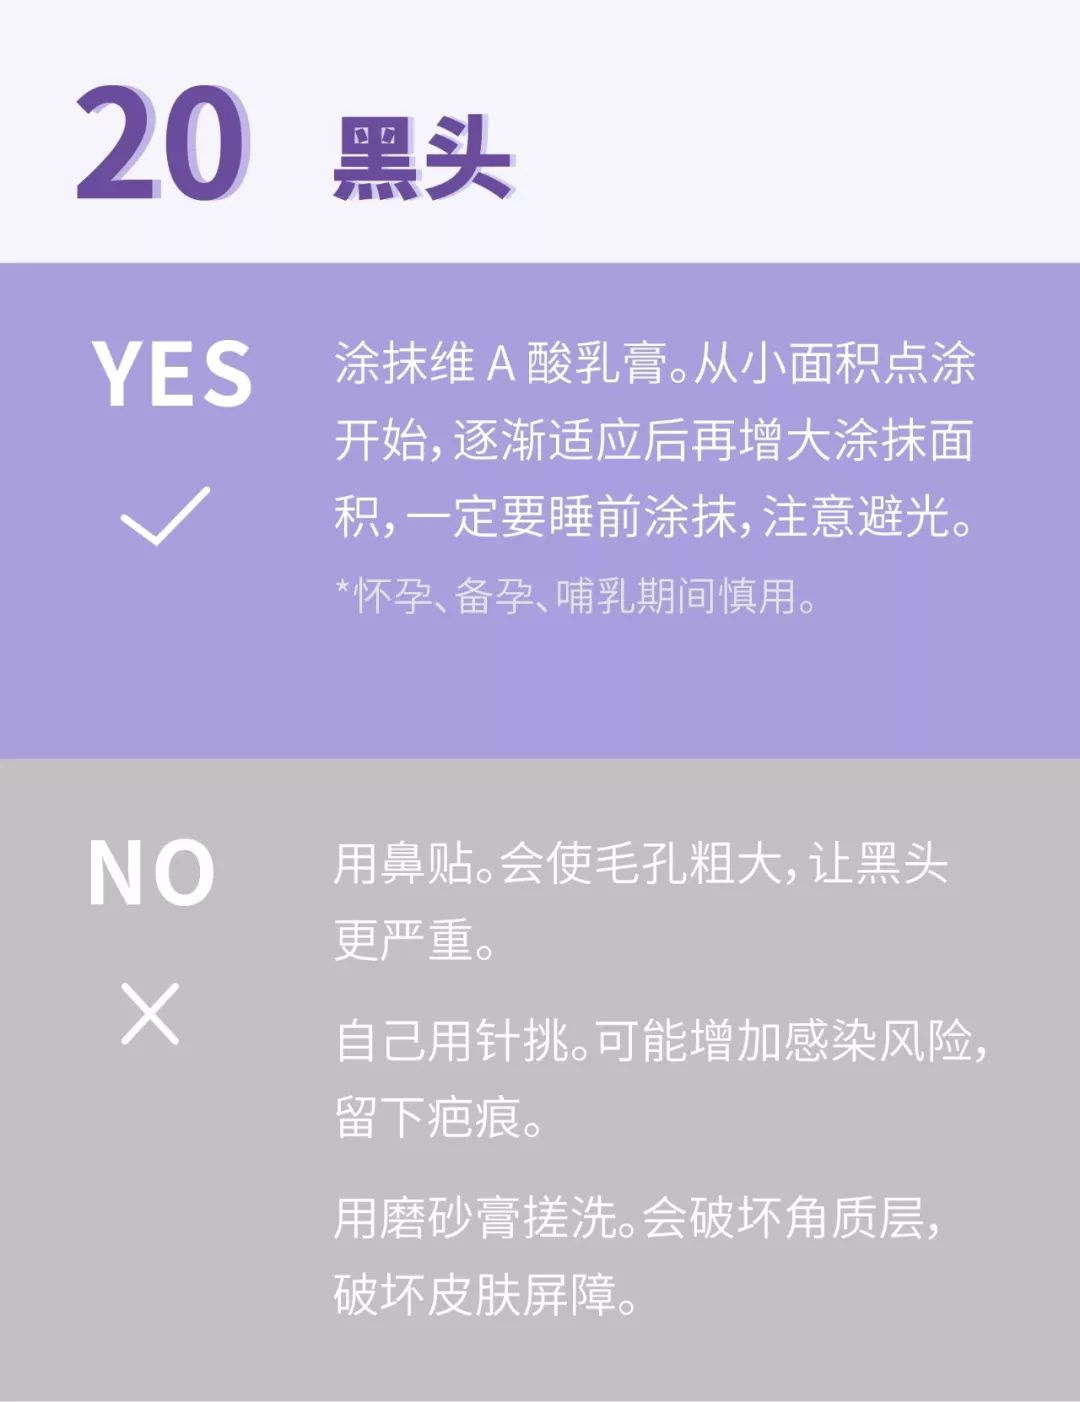 20 黑头
YES
涂抹维 A 酸乳膏。从小面积点涂
开始，逐渐适应后再增大涂抹面
积，一定要睡前涂抹，注意避光。
*怀孕、备孕、哺乳期间慎用。
NO
用鼻贴。会使毛孔粗大，让黑头
更严重。
自己用针挑。可能增加感染风险，
留下疤痕。
用磨砂膏搓洗。会破坏角质层，
破坏皮肤屏障。